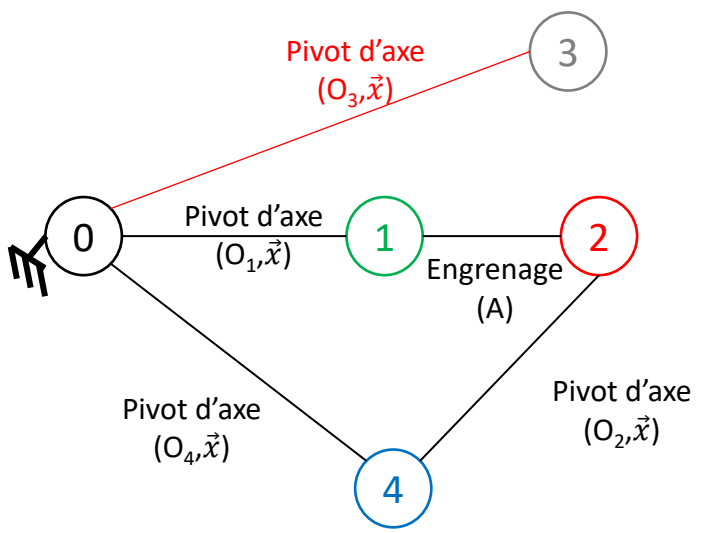 Pivot d'axe
(O₃,x⃗)
3
0
Pivot d'axe
(O₁,x⃗)
1
2
Engrenage
(A)
Pivot d'axe
(O₄,x⃗)
Pivot d'axe
(O₂,x⃗)
4